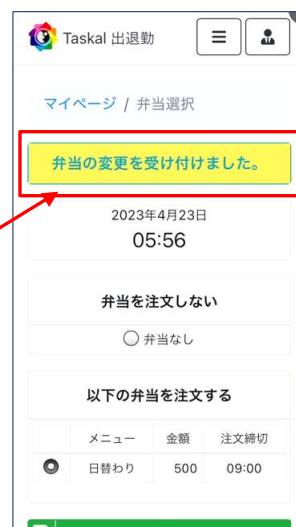 Taskal 出退勤
マイページ / 弁当選択
弁当の変更を受け付けました。
2023年4月23日
05:56
弁当を注文しない
弁当なし
以下の弁当を注文する
メニュー 金額 注文締切
日替わり 500 09:00